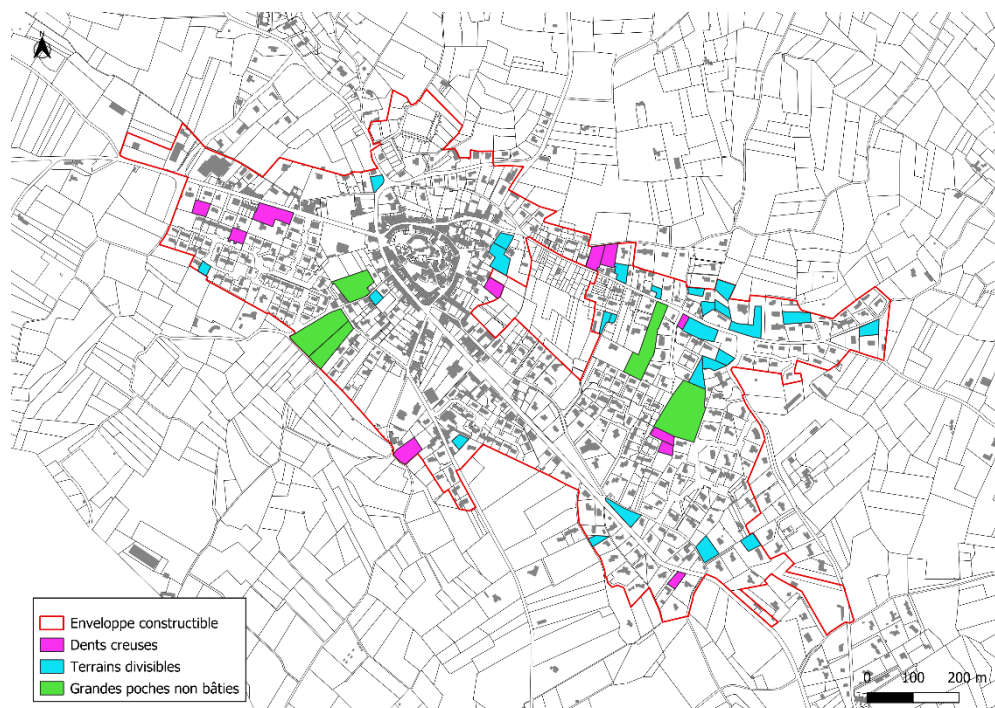 N
Enveloppe constructible
Dents creuses
Terrains divisibles
Grandes poches non bâties
0 100 200 m